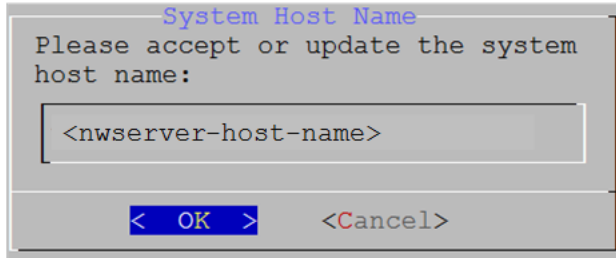 System Host Name
Please accept or update the system
host name:
<nwserver-host-name>
< OK > <Cancel>